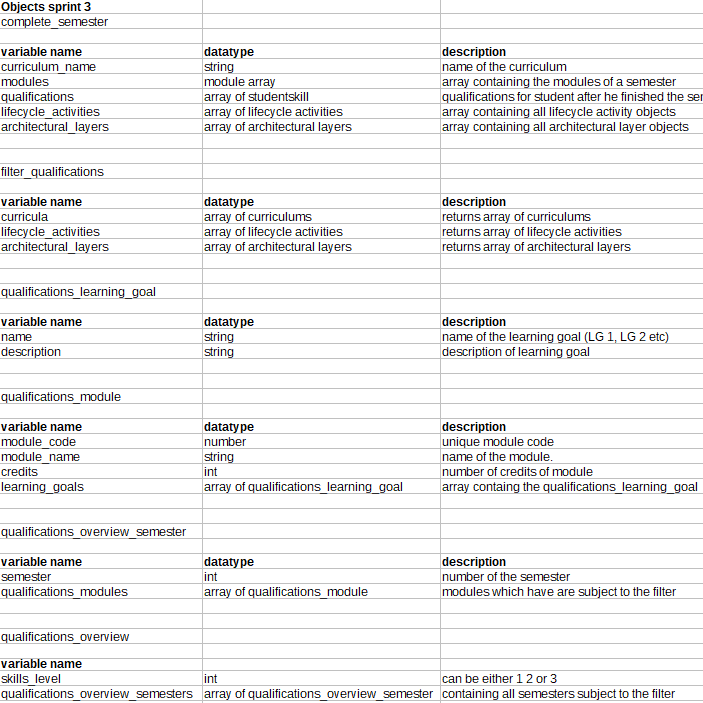 Objects sprint 3
complete_semester
variable name datatype description
curriculum_name string name of the curriculum
modules module array array containing the modules of a semester
qualifications array of studentskill qualifications for student after he finished the
lifecycle_activities array of lifecycle activities array containing all lifecycle activity objects
architectural_layers array of architectural layers array containing all architectural layer objects
filter_qualifications
variable name datatype description
curricula array of curriculums returns array of curriculums
lifecycle_activities array of lifecycle activities returns array of lifecycle activities
architectural_layers array of architectural layers returns array of architectural layers
qualifications_learning_goal
variable name datatype description
name string name of the learning goal (LG 1, LG 2 etc)
description string description of learning goal
qualifications_module
variable name datatype description
module_code number unique module code
module_name string name of the module.
credits int number of credits of module
learning_goals array of qualifications_learning_goal array containg the qualifications_learning_goal
qualifications_overview_semester
variable name datatype description
semester int number of the semester
qualifications_modules array of qualifications_module modules which have are subject to the filter
qualifications_overview
variable name
skills_level int can be either 1 2 or 3
qualifications_overview_semesters array of qualifications_overview_semester containing all semesters subject to the filter